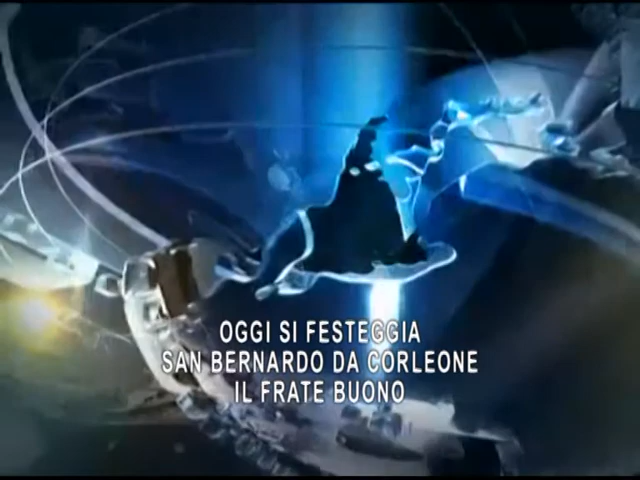 OGGI SI FESTEGGIA
SAN BERNARDO DA CORLEONE
IL FRATE BUONO